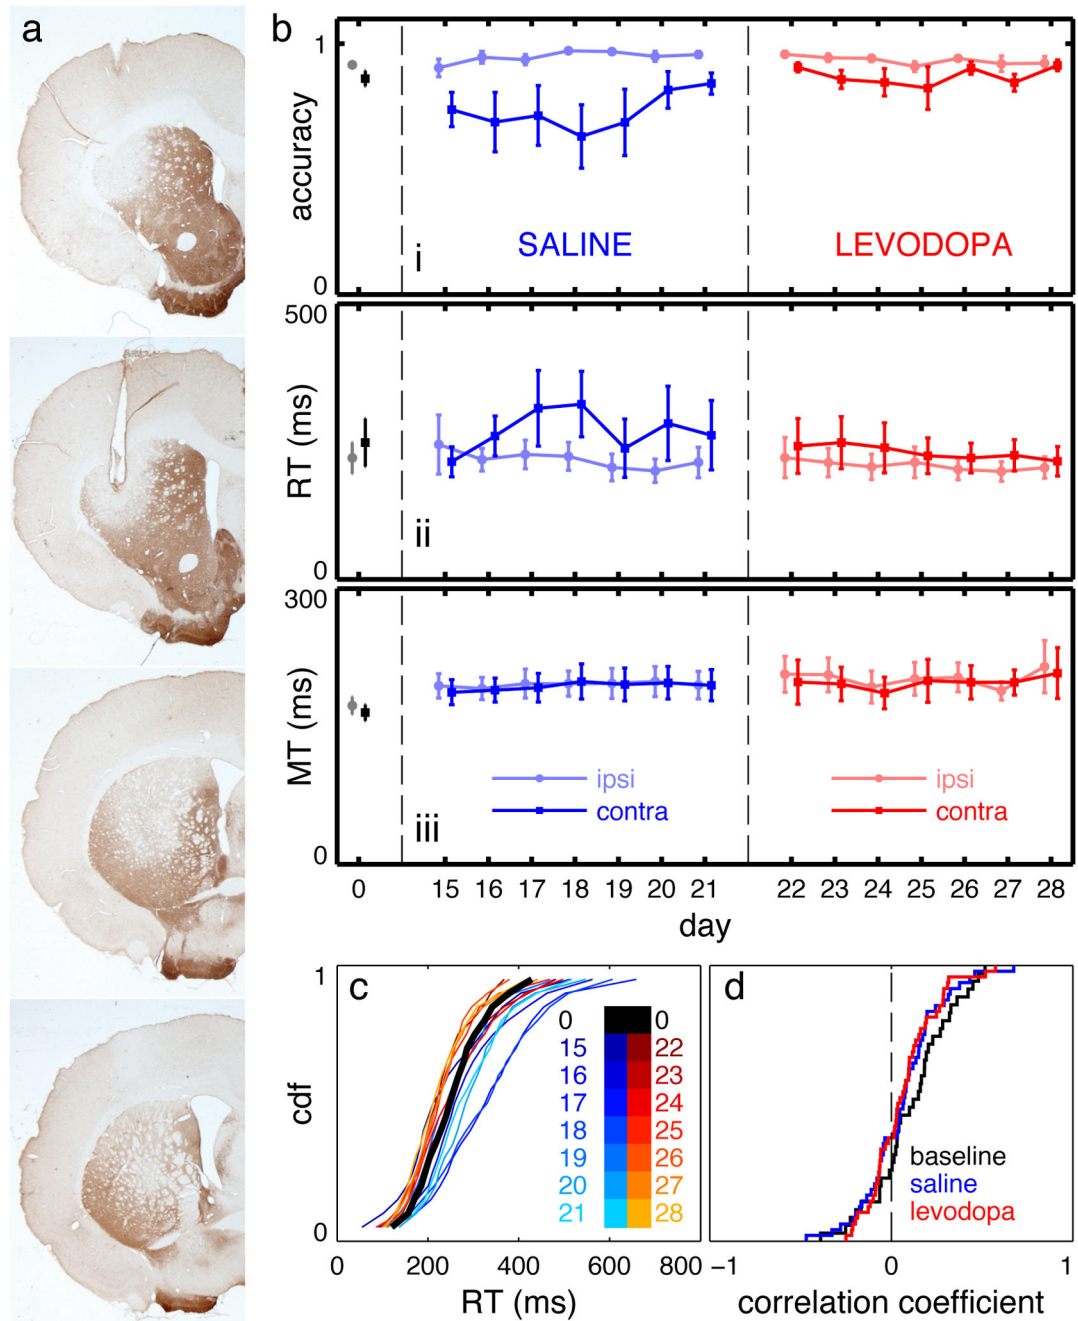 a
b
1
accuracy
0
i
SALINE
LEVODOPA
500
RT (ms)
0
ii
300
MT (ms)
0
iii
ipsi
contra
ipsi
contra
0 15 16 17 18 19 20 21 22 23 24 25 26 27 28
day
c
1
cdf
0
0 0
15 22
16 23
17 24
18 25
19 26
20 27
21 28
0 200 400 600 800
RT (ms)
d
baseline
saline
levodopa
−1 0 1
correlation coefficient